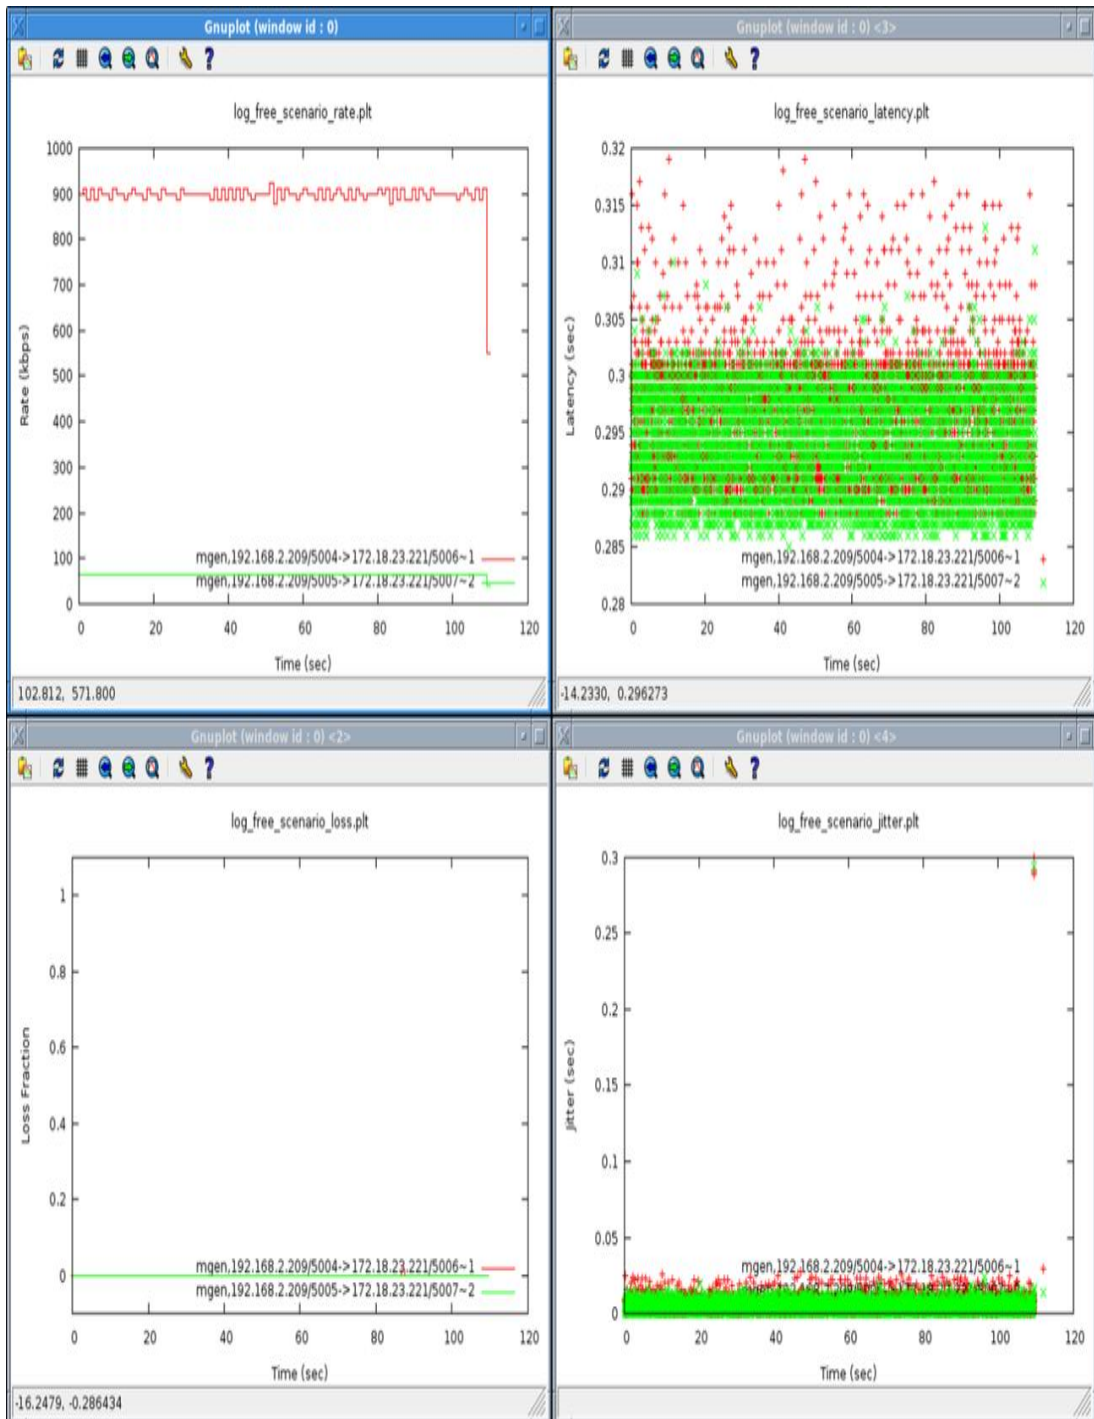 Gnuplot (window id : 0)
log_free_scenario_rate.plt
1000
900
800
700
600
500
400
300
200
100
0
Rate (kbps)
mgen,192.168.2.209/5004->172.18.23.221/5006~1
mgen,192.168.2.209/5005->172.18.23.221/5007~2
0 20 40 60 80 100 120
Time (sec)
102.812, 571.800
Gnuplot (window id : 0) <3>
log_free_scenario_latency.plt
0.32
0.315
0.31
0.305
0.3
0.295
0.29
0.285
0.28
Latency (sec)
mgen,192.168.2.209/5004->172.18.23.221/5006~1
mgen,192.168.2.209/5005->172.18.23.221/5007~2
0 20 40 60 80 100 120
Time (sec)
-14.2330, 0.296273
Gnuplot (window id : 0) <2>
log_free_scenario_loss.plt
1
0.8
0.6
0.4
0.2
0
Loss Fraction
mgen,192.168.2.209/5004->172.18.23.221/5006~1
mgen,192.168.2.209/5005->172.18.23.221/5007~2
0 20 40 60 80 100 120
Time (sec)
-16.2479, -0.286434
Gnuplot (window id : 0) <4>
log_free_scenario_jitter.plt
0.3
0.25
0.2
0.15
0.1
0.05
0
Jitter (sec)
mgen,192.168.2.209/5004->172.18.23.221/5006~1
0 20 40 60 80 100 120
Time (sec)